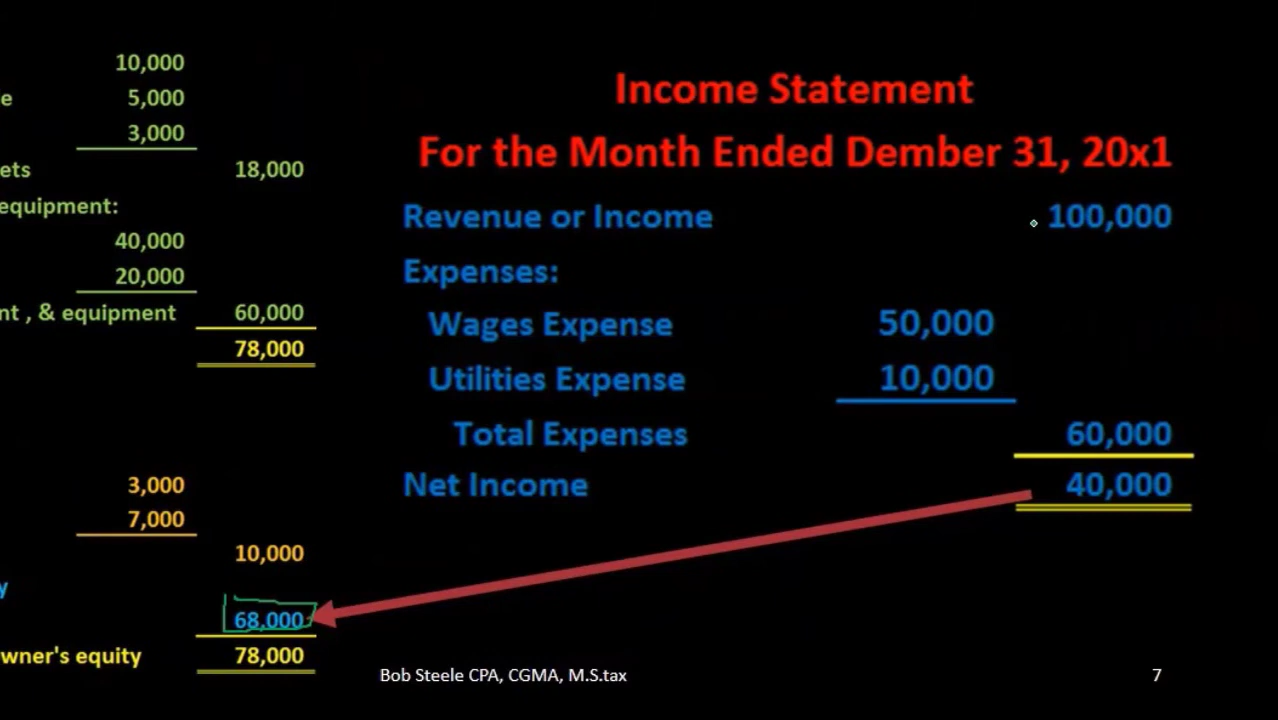 10,000
e 5,000
3,000
ets 18,000
equipment:
40,000
20,000
nt , & equipment 60,000
78,000
3,000
7,000
10,000
y
68,000
wner's equity 78,000
Income Statement
For the Month Ended Dember 31, 20x1
Revenue or Income 100,000
Expenses:
Wages Expense 50,000
Utilities Expense 10,000
Total Expenses 60,000
Net Income 40,000
Bob Steele CPA, CGMA, M.S.tax 7